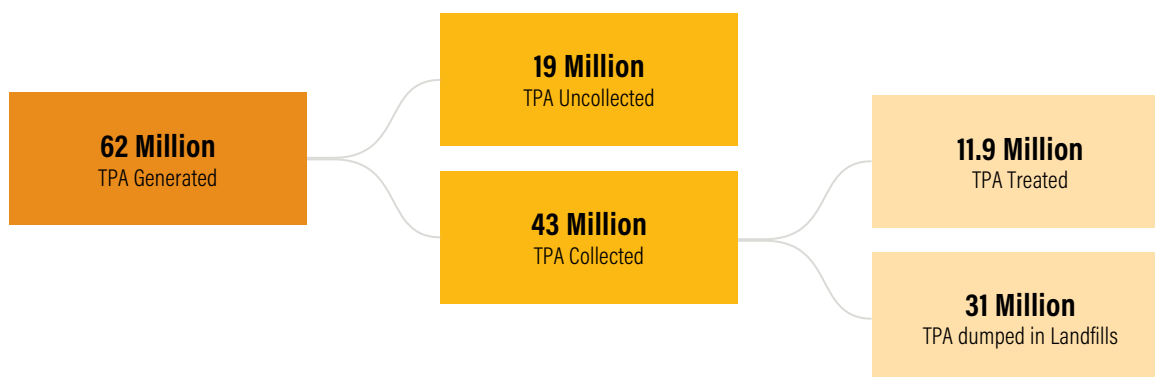 62 Million
TPA Generated
19 Million
TPA Uncollected
43 Million
TPA Collected
11.9 Million
TPA Treated
31 Million
TPA dumped in Landfills